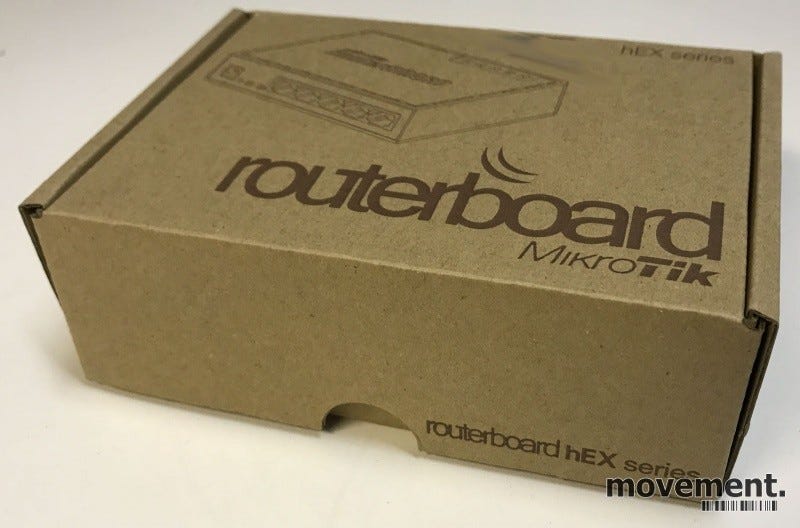 hEX series
routerboard
MikroTik
routerboard hEX series
movement.